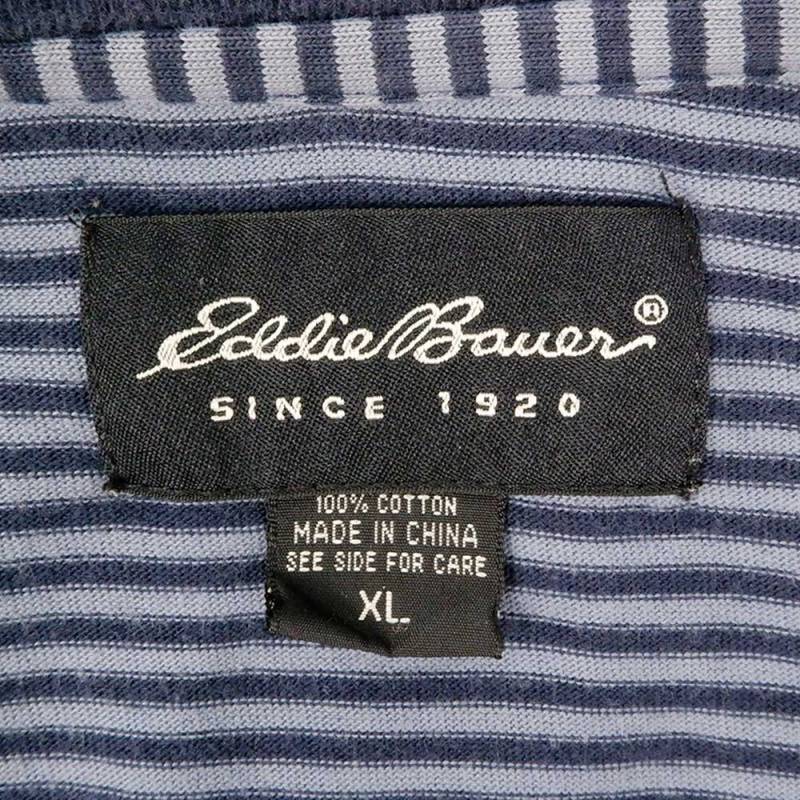 Eddie Bauer®
SINCE 1920
100% COTTON
MADE IN CHINA
SEE SIDE FOR CARE
XL